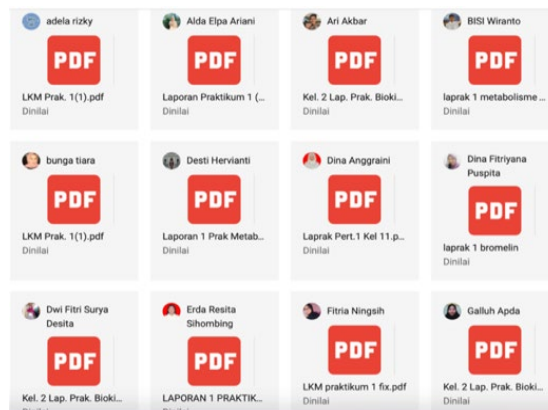 adela rizky
PDF
LKM Prak. 1(1).pdf
Dinilai
Alda Elpa Ariani
PDF
Laporan Praktikum 1 (...
Dinilai
Ari Akbar
PDF
Kel. 2 Lap. Prak. Bioki...
Dinilai
BISI Wiranto
PDF
laprak 1 metabolisme ...
Dinilai
bunga tiara
PDF
LKM Prak. 1(1).pdf
Dinilai
Desti Hervianti
PDF
Laporan 1 Prak Metab...
Dinilai
Dina Anggraini
PDF
Laprak Pert.1 Kel 11.p...
Dinilai
Dina Fitriyana
Puspita
PDF
laprak 1 bromelin
Dinilai
Dwi Fitri Surya
Desita
PDF
Kel. 2 Lap. Prak. Bioki...
Dinilai
Erda Resita
Sihombing
PDF
LAPORAN 1 PRAKTIK...
Dinilai
Fitria Ningsih
PDF
LKM praktikum 1 fix.pdf
Dinilai
Galluh Apda
PDF
Kel. 2 Lap. Prak. Bioki...
Dinilai